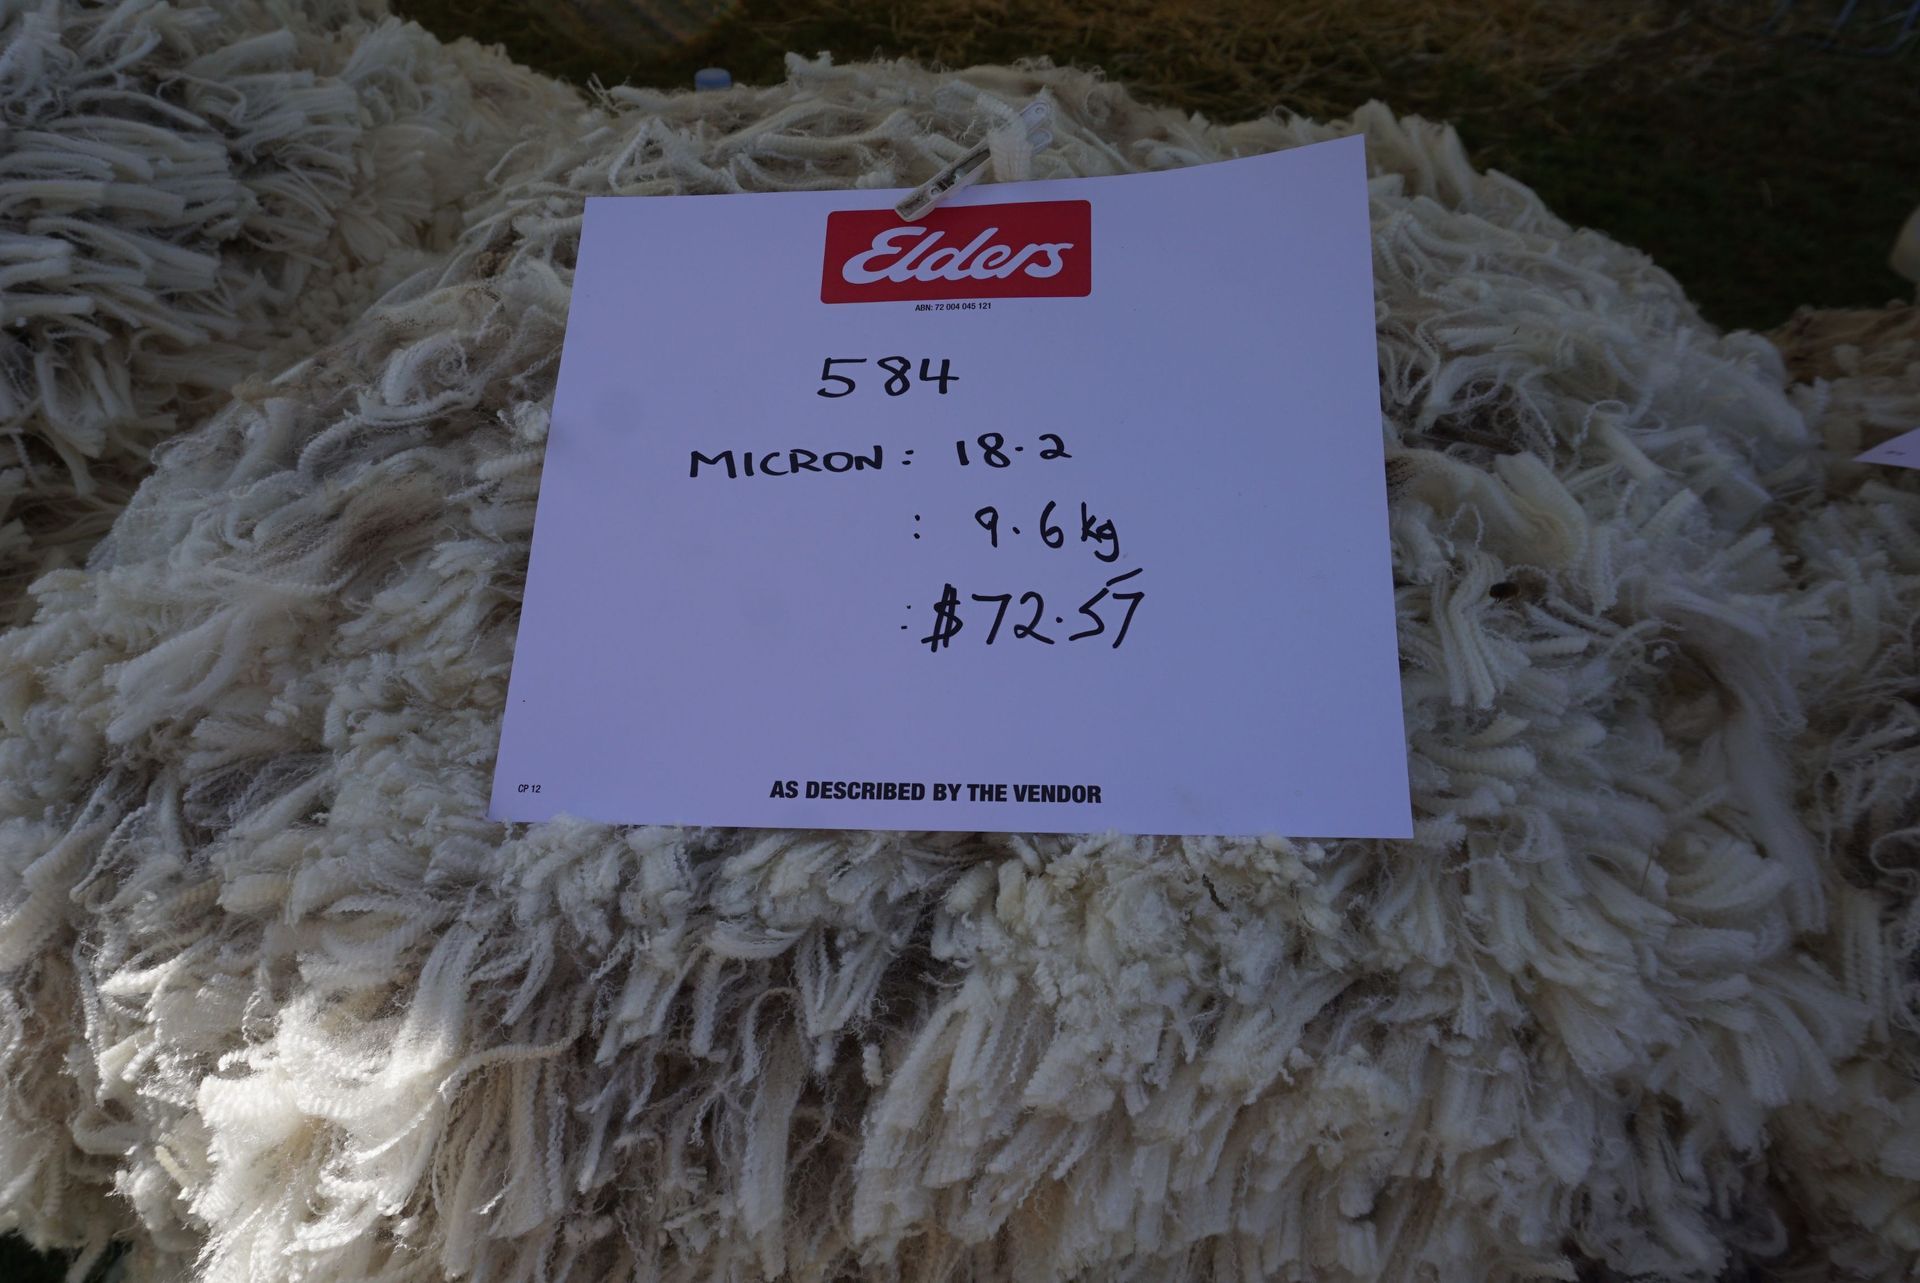 Elders
ABN: 72 004 045 121
584
MICRON: 18.2
: 9.6 kg
: $72.57
CP 12
AS DESCRIBED BY THE VENDOR